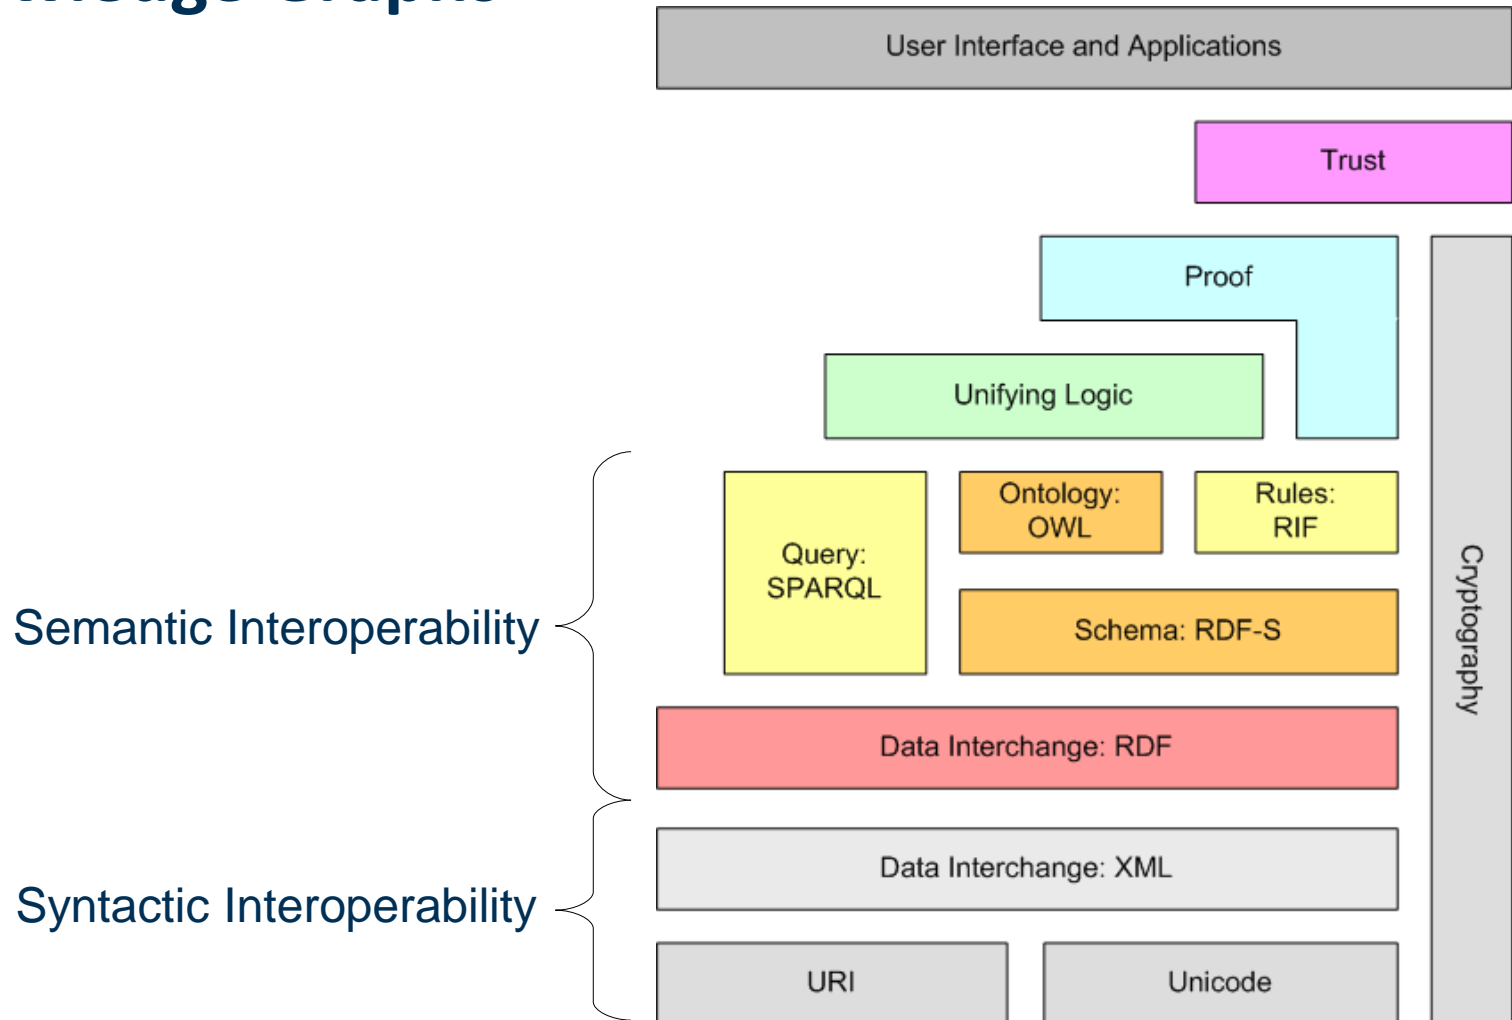 User Interface and Applications
Trust
Proof
Unifying Logic
Ontology:
OWL
Rules:
RIF
Query:
SPARQL
Semantic Interoperability
Schema: RDF-S
Cryptography
Data Interchange: RDF
Data Interchange: XML
Syntactic Interoperability
URI
Unicode